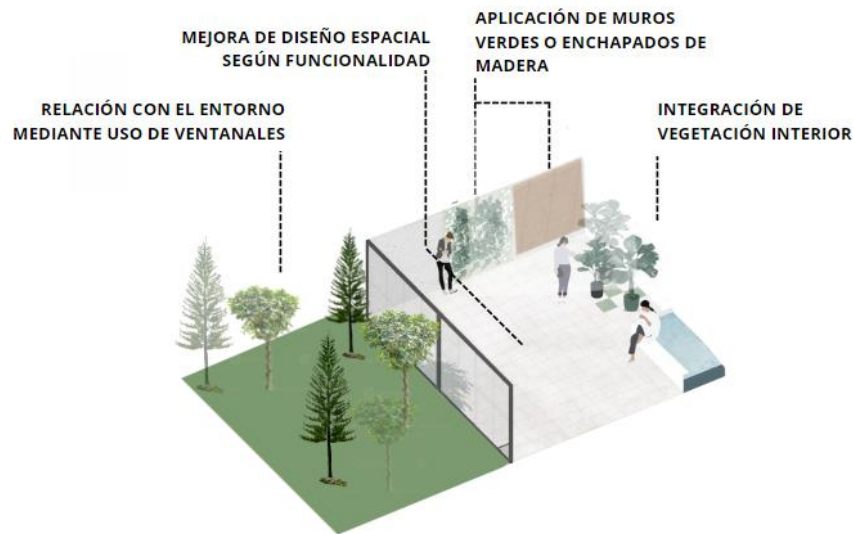 APLICACIÓN DE MUROS
VERDES O ENCHAPADOS DE
MADERA
MEJORA DE DISEÑO ESPACIAL
SEGÚN FUNCIONALIDAD
RELACIÓN CON EL ENTORNO
MEDIANTE USO DE VENTANALES
INTEGRACIÓN DE
VEGETACIÓN INTERIOR